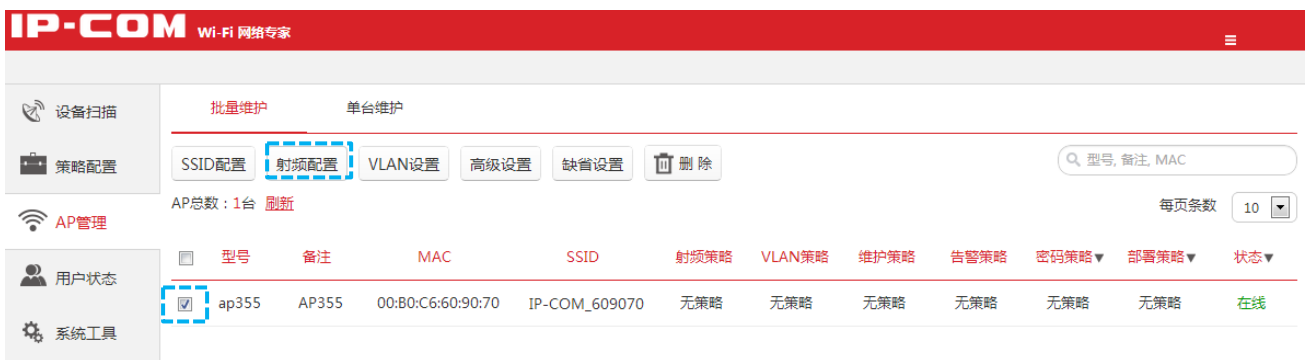 IP-COM Wi-Fi 网络专家
设备扫描
策略配置
AP管理
用户状态
系统工具
批量维护 单台维护
SSID配置 射频配置 VLAN设置 高级设置 缺省设置 删 除 型号, 备注, MAC
AP总数：1台 刷新 每页条数 10
型号 备注 MAC SSID 射频策略 VLAN策略 维护策略 告警策略 密码策略▼ 部署策略▼ 状态▼
ap355 AP355 00:B0:C6:60:90:70 IP-COM_609070 无策略 无策略 无策略 无策略 无策略 无策略 在线